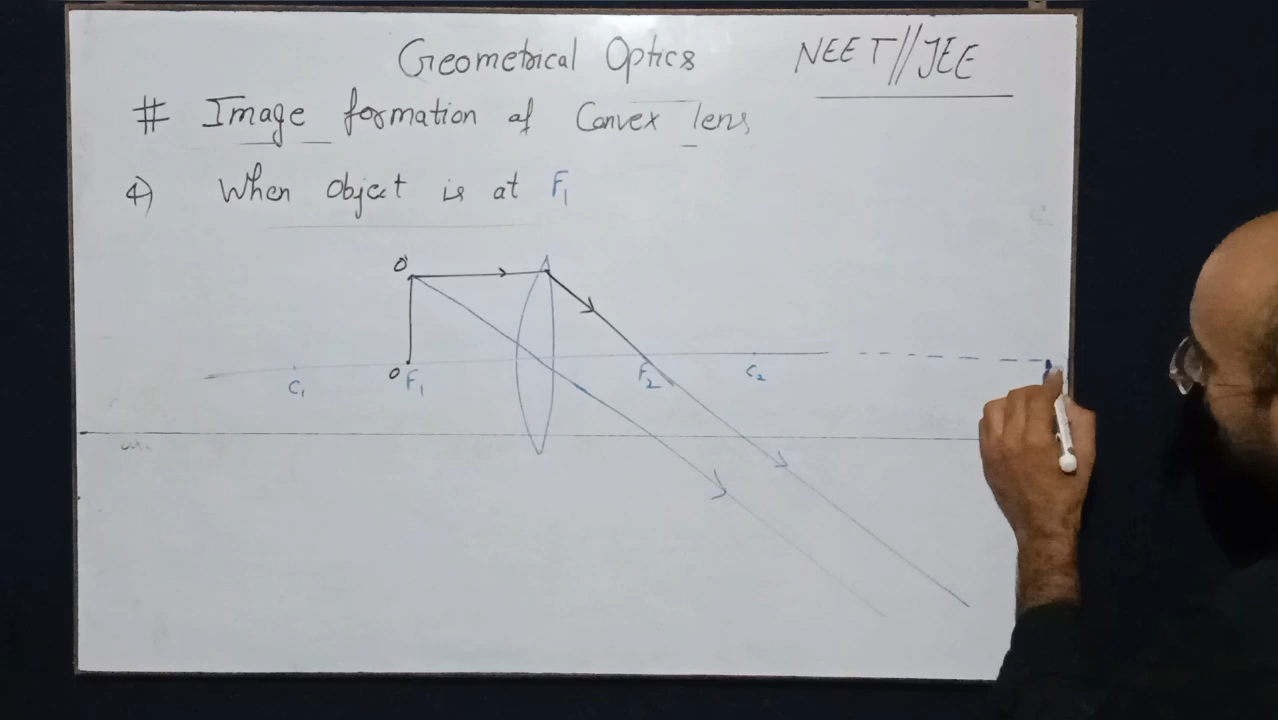 Geometrical Optics NEET//JEE
# Image formation of Convex lens
4) When Object is at F₁
O'
O F₁ C₁ F₂ C₂